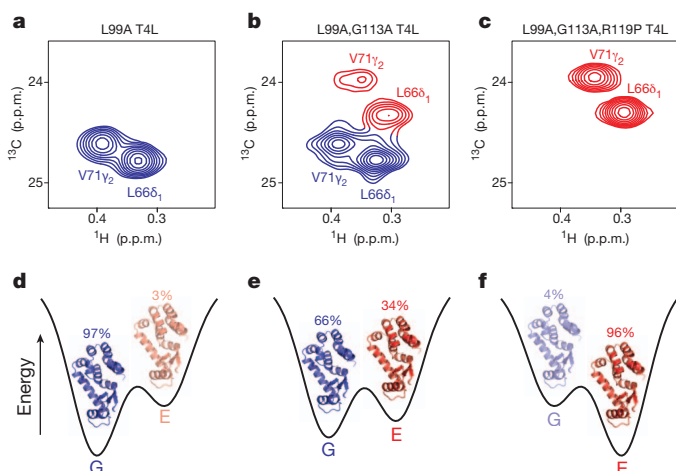 a
L99A T4L
24
25
¹³C (p.p.m.)
V71γ₂
L66δ₁
0.4
0.3
¹H (p.p.m.)
b
L99A,G113A T4L
V71γ₂
L66δ₁
24
25
¹³C (p.p.m.)
V71γ₂
L66δ₁
0.4
0.3
¹H (p.p.m.)
c
L99A,G113A,R119P T4L
V71γ₂
L66δ₁
24
25
¹³C (p.p.m.)
0.4
0.3
¹H (p.p.m.)
d
3%
97%
Energy
E
G
e
34%
66%
E
G
f
4%
96%
G
E